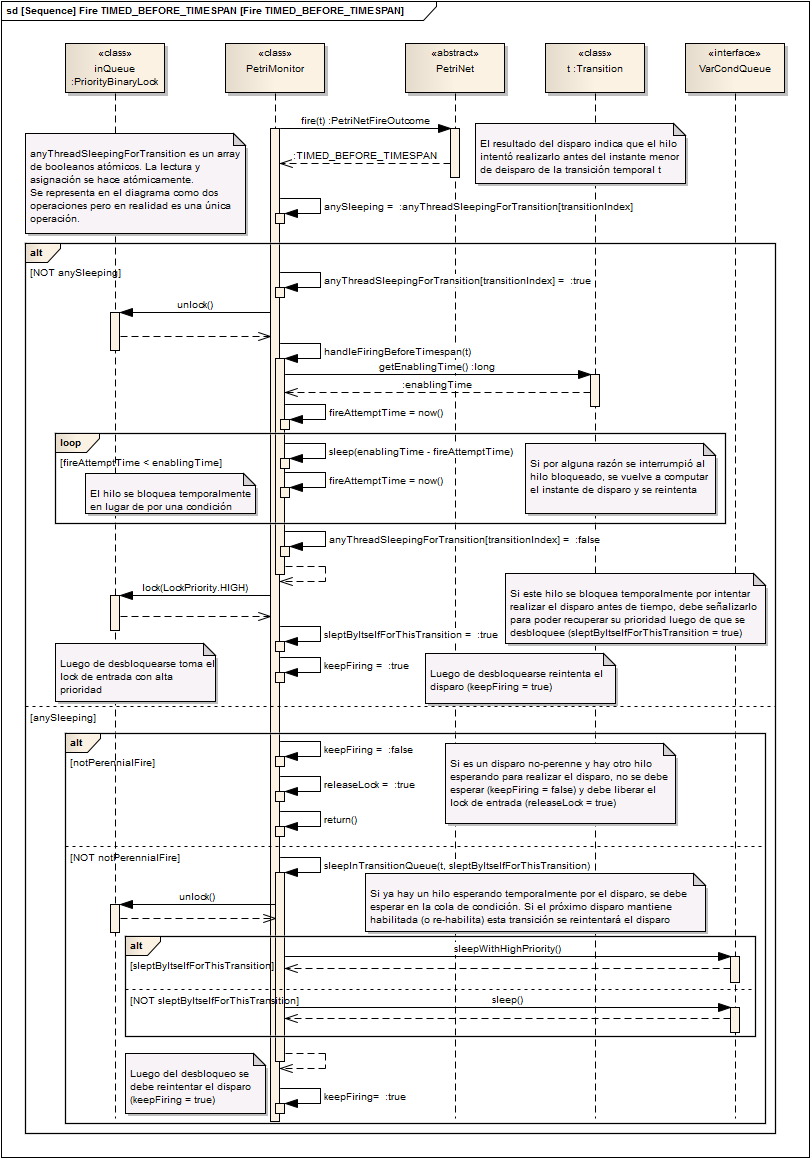 sd [Sequence] Fire TIMED_BEFORE_TIMESPAN [Fire TIMED_BEFORE_TIMESPAN]
«class»
inQueue
:PriorityBinaryLock
«class»
PetriMonitor
«abstract»
PetriNet
«class»
t :Transition
«interface»
VarCondQueue
fire(t) :PetriNetFireOutcome
:TIMED_BEFORE_TIMESPAN
El resultado del disparo indica que el hilo
intentó realizarlo antes del instante menor
de deisparo de la transición temporal t
anyThreadSleepingForTransition es un array
de booleanos atómicos. La lectura y
asignación se hace atómicamente.
Se representa en el diagrama como dos
operaciones pero en realidad es una única
operación.
anySleeping = :anyThreadSleepingForTransition[transitionIndex]
alt
[NOT anySleeping]
anyThreadSleepingForTransition[transitionIndex] = :true
unlock()
handleFiringBeforeTimespan(t)
getEnablingTime() :long
:enablingTime
fireAttemptTime = now()
loop
[fireAttemptTime < enablingTime]
sleep(enablingTime - fireAttemptTime)
fireAttemptTime = now()
Si por alguna razón se interrumpió al
hilo bloqueado, se vuelve a computar
el instante de disparo y se reintenta
El hilo se bloquea temporalmente
en lugar de por una condición
anyThreadSleepingForTransition[transitionIndex] = :false
lock(LockPriority.HIGH)
Si este hilo se bloquea temporalmente por intentar
realizar el disparo antes de tiempo, debe señalizarlo
para poder recuperar su prioridad luego de que se
desbloquee (sleptByItselfForThisTransition = true)
sleptByItselfForThisTransition = :true
Luego de desbloquearse toma el
lock de entrada con alta
prioridad
keepFiring = :true
Luego de desbloquearse reintenta el
disparo (keepFiring = true)
[anySleeping]
alt
[notPerennialFire]
keepFiring = :false
releaseLock = :true
return()
Si es un disparo no-perenne y hay otro hilo
esperando para realizar el disparo, no se debe
esperar (keepFiring = false) y debe liberar el
lock de entrada (releaseLock = true)
[NOT notPerennialFire]
sleepInTransitionQueue(t, sleptByItselfForThisTransition)
unlock()
Si ya hay un hilo esperando temporalmente por el disparo, se debe
esperar en la cola de condición. Si el próximo disparo mantiene
habilitada (o re-habilita) esta transición se reintentará el disparo
alt
[sleptByItselfForThisTransition]
sleepWithHighPriority()
[NOT sleptByItselfForThisTransition]
sleep()
Luego del desbloqueo se
debe reintentar el disparo
(keepFiring = true)
keepFiring= :true